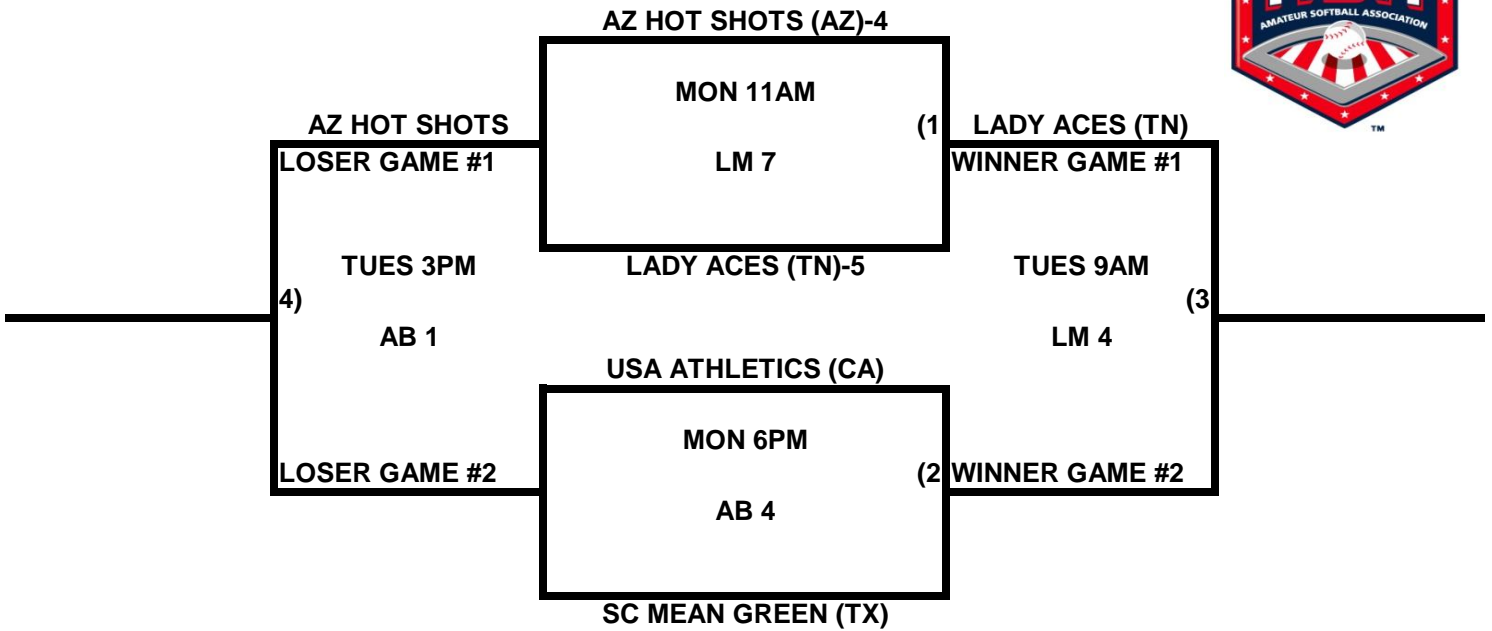 AZ HOT SHOTS (AZ)-4
AMATEUR SOFTBALL ASSOCIATION
TM
MON 11AM
AZ HOT SHOTS
(1
LADY ACES (TN)
LOSER GAME #1
LM 7
WINNER GAME #1
TUES 3PM
LADY ACES (TN)-5
TUES 9AM
4)
(3
AB 1
LM 4
USA ATHLETICS (CA)
MON 6PM
LOSER GAME #2
(2
WINNER GAME #2
AB 4
SC MEAN GREEN (TX)